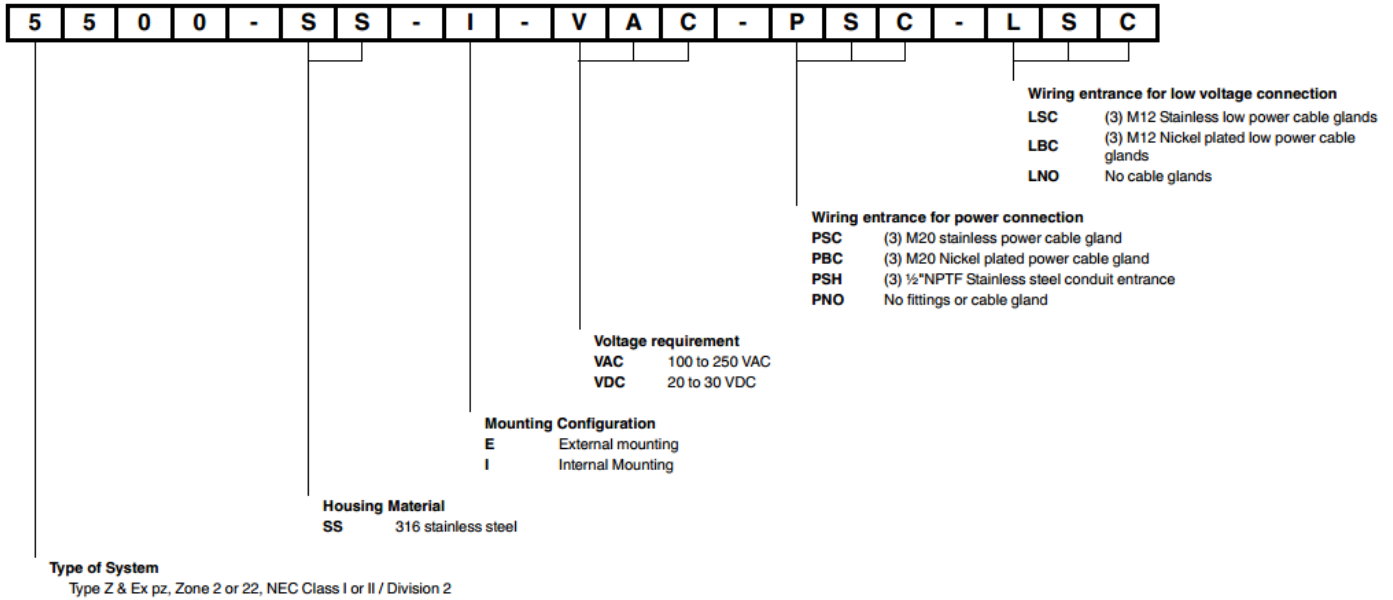 5 5 0 0 - S S - I - V A C - P S C - L S C
Wiring entrance for low voltage connection
LSC (3) M12 Stainless low power cable glands
LBC (3) M12 Nickel plated low power cable
glands
LNO No cable glands
Wiring entrance for power connection
PSC (3) M20 stainless power cable gland
PBC (3) M20 Nickel plated power cable gland
PSH (3) ½"NPTF Stainless steel conduit entrance
PNO No fittings or cable gland
Voltage requirement
VAC 100 to 250 VAC
VDC 20 to 30 VDC
Mounting Configuration
E External mounting
I Internal Mounting
Housing Material
SS 316 stainless steel
Type of System
Type Z & Ex pz, Zone 2 or 22, NEC Class I or II / Division 2